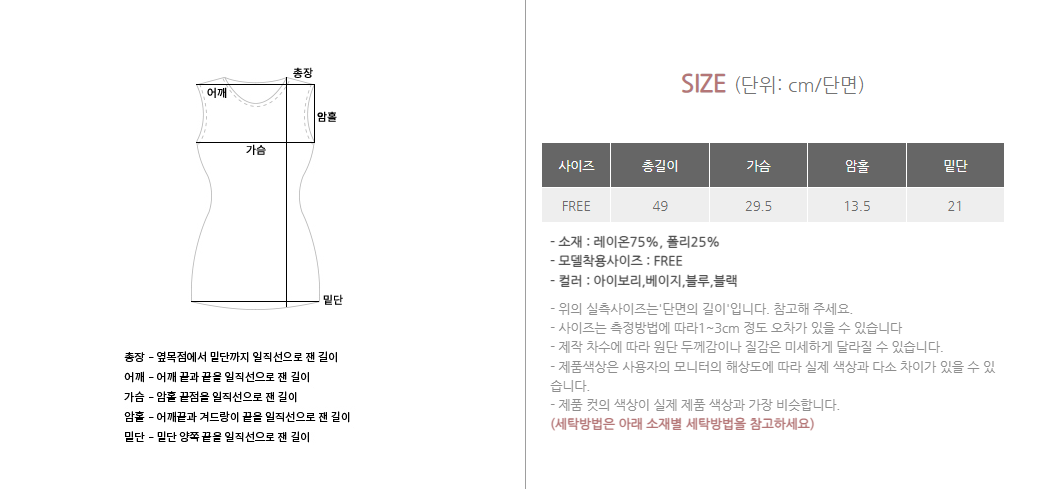 총장
어깨
암홀
가슴
밑단
총장 - 옆목점에서 밑단까지 일직선으로 잰 길이
어깨 - 어깨 끝과 끝을 일직선으로 잰 길이
가슴 - 암홀 끝점을 일직선으로 잰 길이
암홀 - 어깨끝과 겨드랑이 끝을 일직선으로 잰 길이
밑단 - 밑단 양쪽 끝을 일직선으로 잰 길이
SIZE (단위: cm/단면)
사이즈 총길이 가슴 암홀 밑단
FREE 49 29.5 13.5 21
- 소재 : 레이온75%, 폴리25%
- 모델착용사이즈 : FREE
- 컬러 : 아이보리,베이지,블루,블랙
- 위의 실측사이즈는'단면의 길이'입니다. 참고해 주세요.
- 사이즈는 측정방법에 따라1~3cm 정도 오차가 있을 수 있습니다
- 제작 차수에 따라 원단 두께감이나 질감은 미세하게 달라질 수 있습니다.
- 제품색상은 사용자의 모니터의 해상도에 따라 실제 색상과 다소 차이가 있을 수 있
습니다.
- 제품 컷의 색상이 실제 제품 색상과 가장 비슷합니다.
(세탁방법은 아래 소재별 세탁방법을 참고하세요)